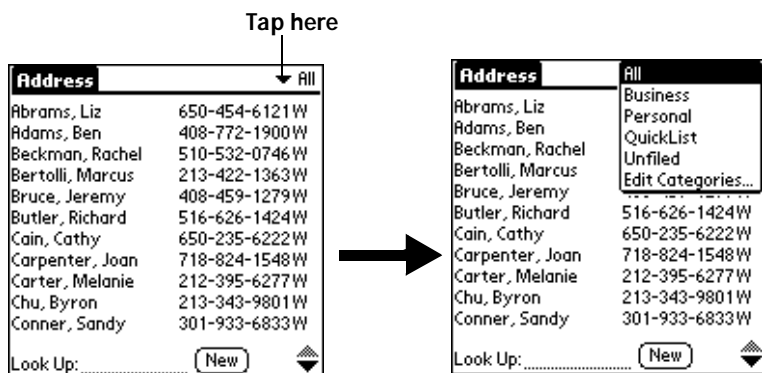 Tap here
Address All
Abrams, Liz 650-454-6121W
Adams, Ben 408-772-1900W
Beckman, Rachel 510-532-0746W
Bertolli, Marcus 213-422-1363W
Bruce, Jeremy 408-459-1279W
Butler, Richard 516-626-1424W
Cain, Cathy 650-235-6222W
Carpenter, Joan 718-824-1548W
Carter, Melanie 212-395-6277W
Chu, Byron 213-343-9801W
Conner, Sandy 301-933-6833W
Look Up: New
Address
All
Business
Personal
QuickList
Unfiled
Edit Categories...
Abrams, Liz
Adams, Ben
Beckman, Rachel
Bertolli, Marcus
Bruce, Jeremy
Butler, Richard 516-626-1424W
Cain, Cathy 650-235-6222W
Carpenter, Joan 718-824-1548W
Carter, Melanie 212-395-6277W
Chu, Byron 213-343-9801W
Conner, Sandy 301-933-6833W
Look Up: New